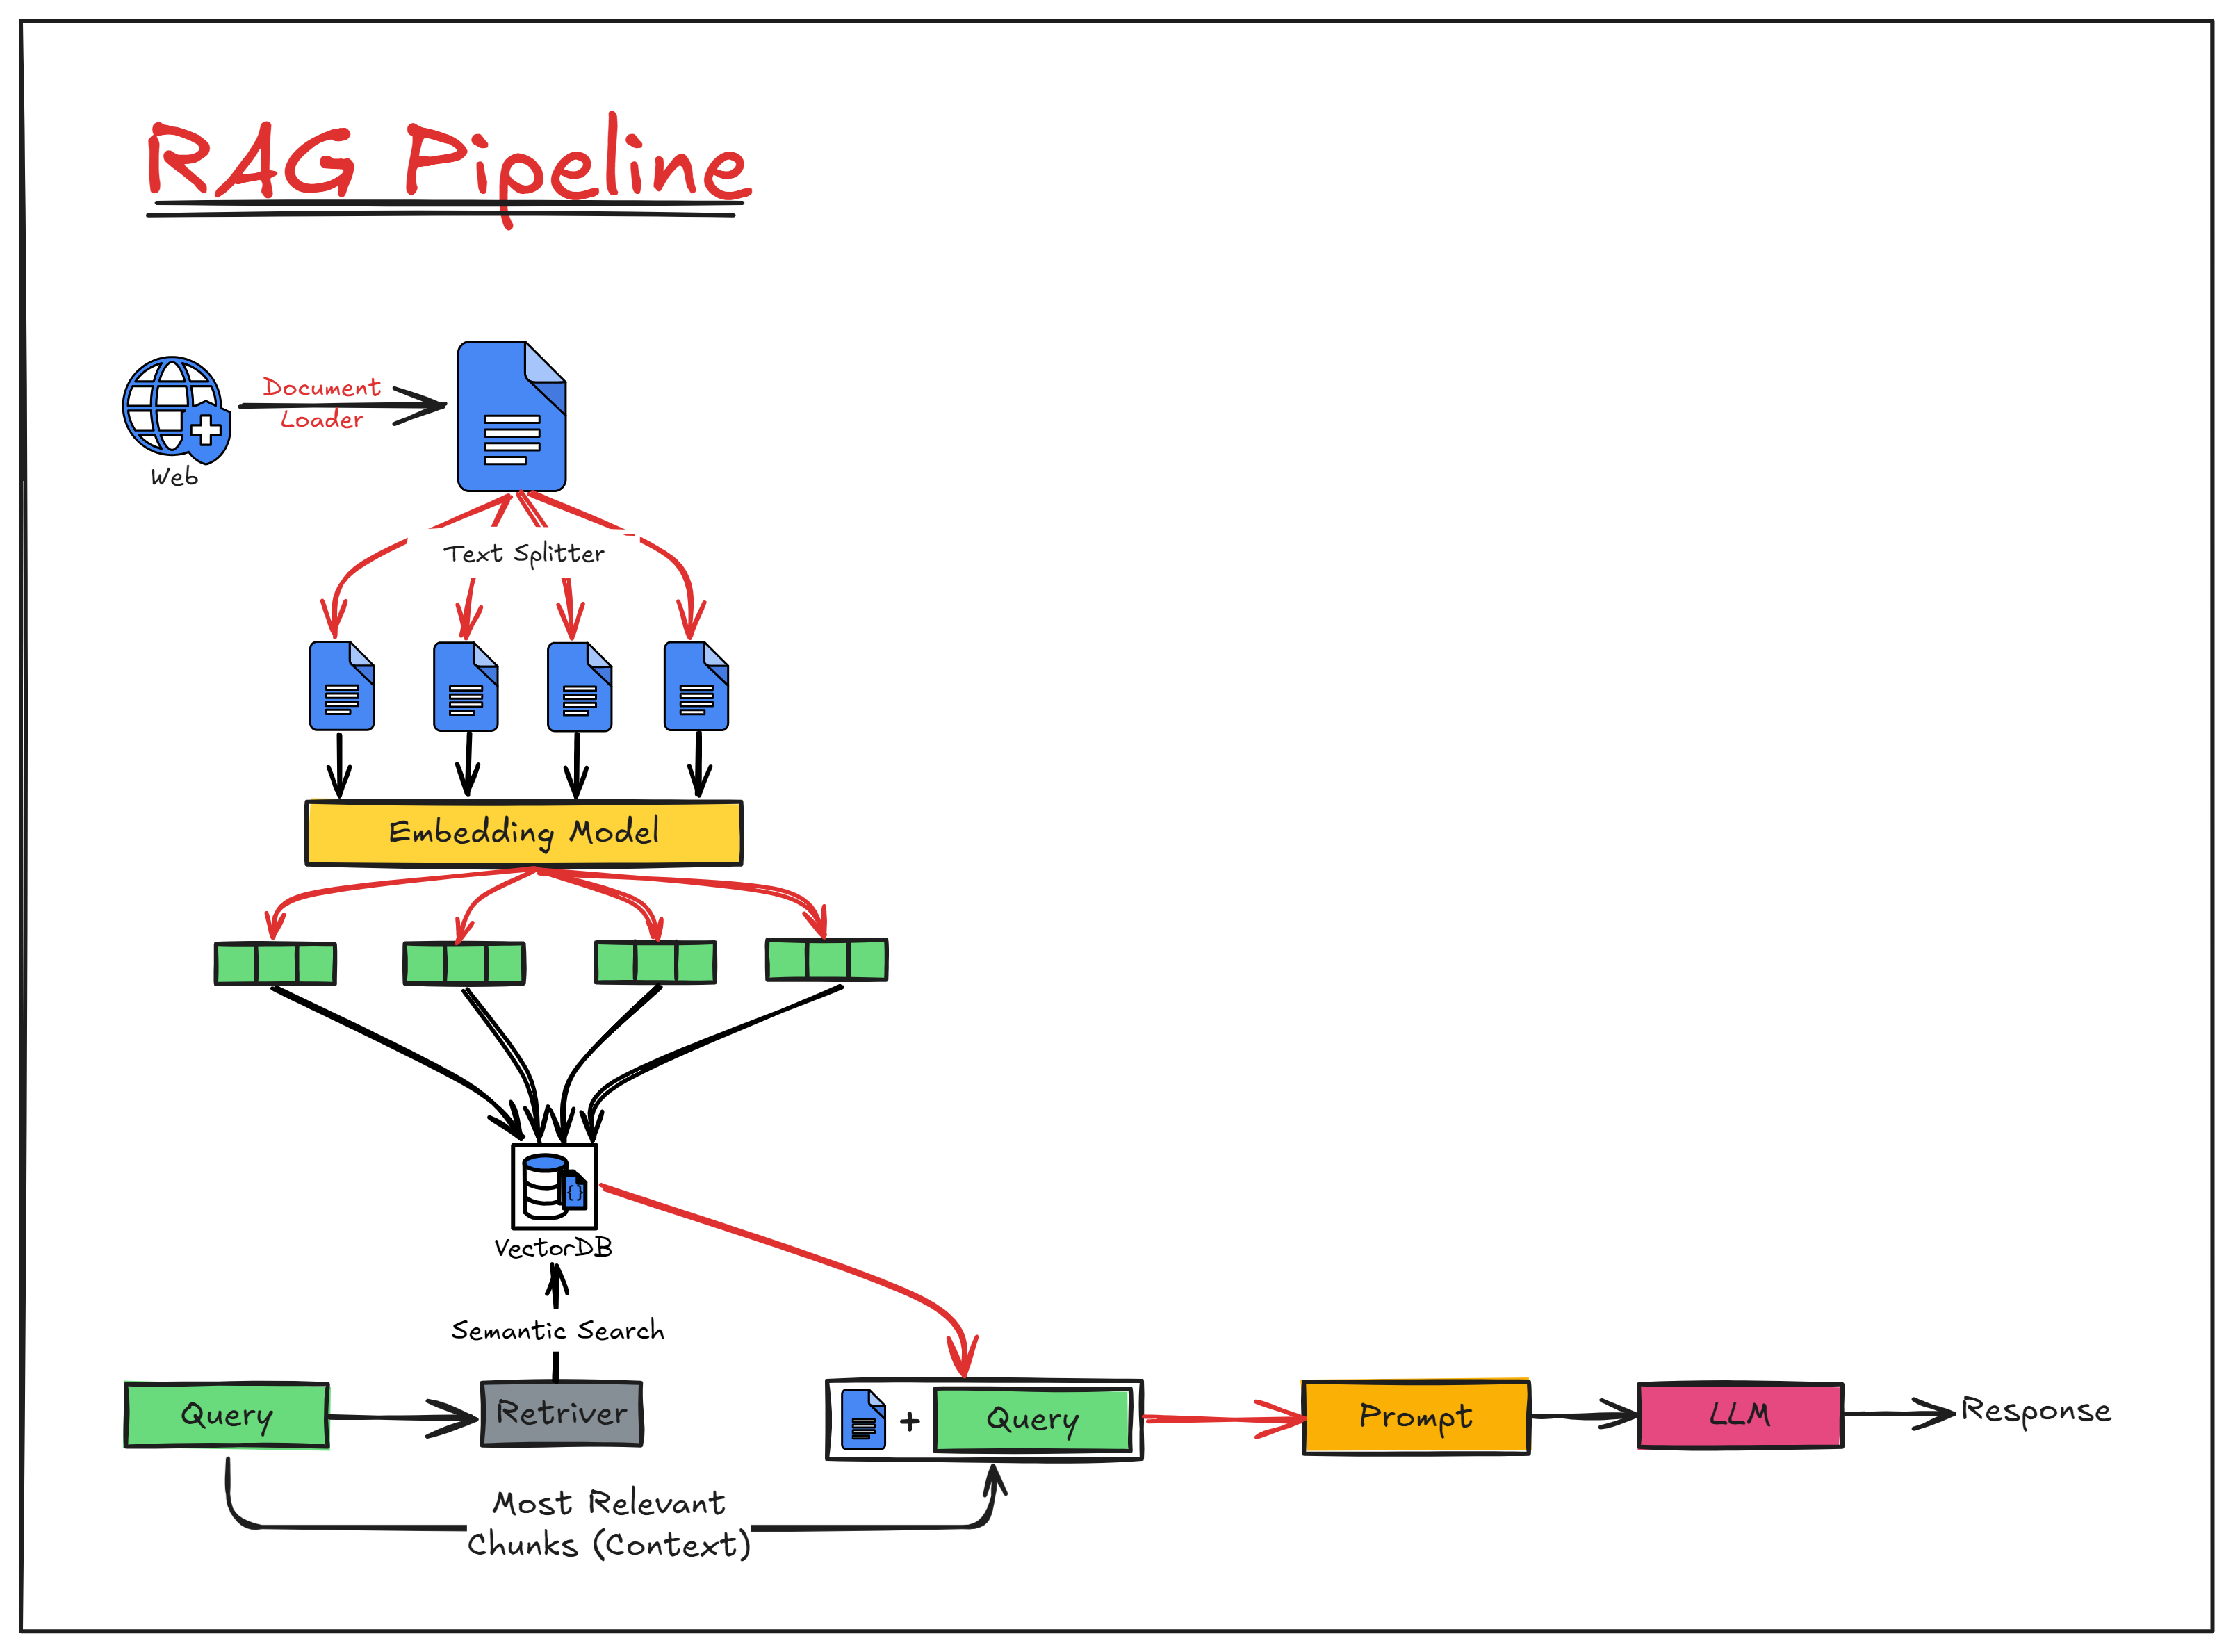 RAG Pipeline
Document
Loader
Web
Text Splitter
Embedding Model
{}
VectorDB
Semantic Search
Query
Retriver
+
Query
Prompt
LLM
Response
Most Relevant
Chunks (Context)